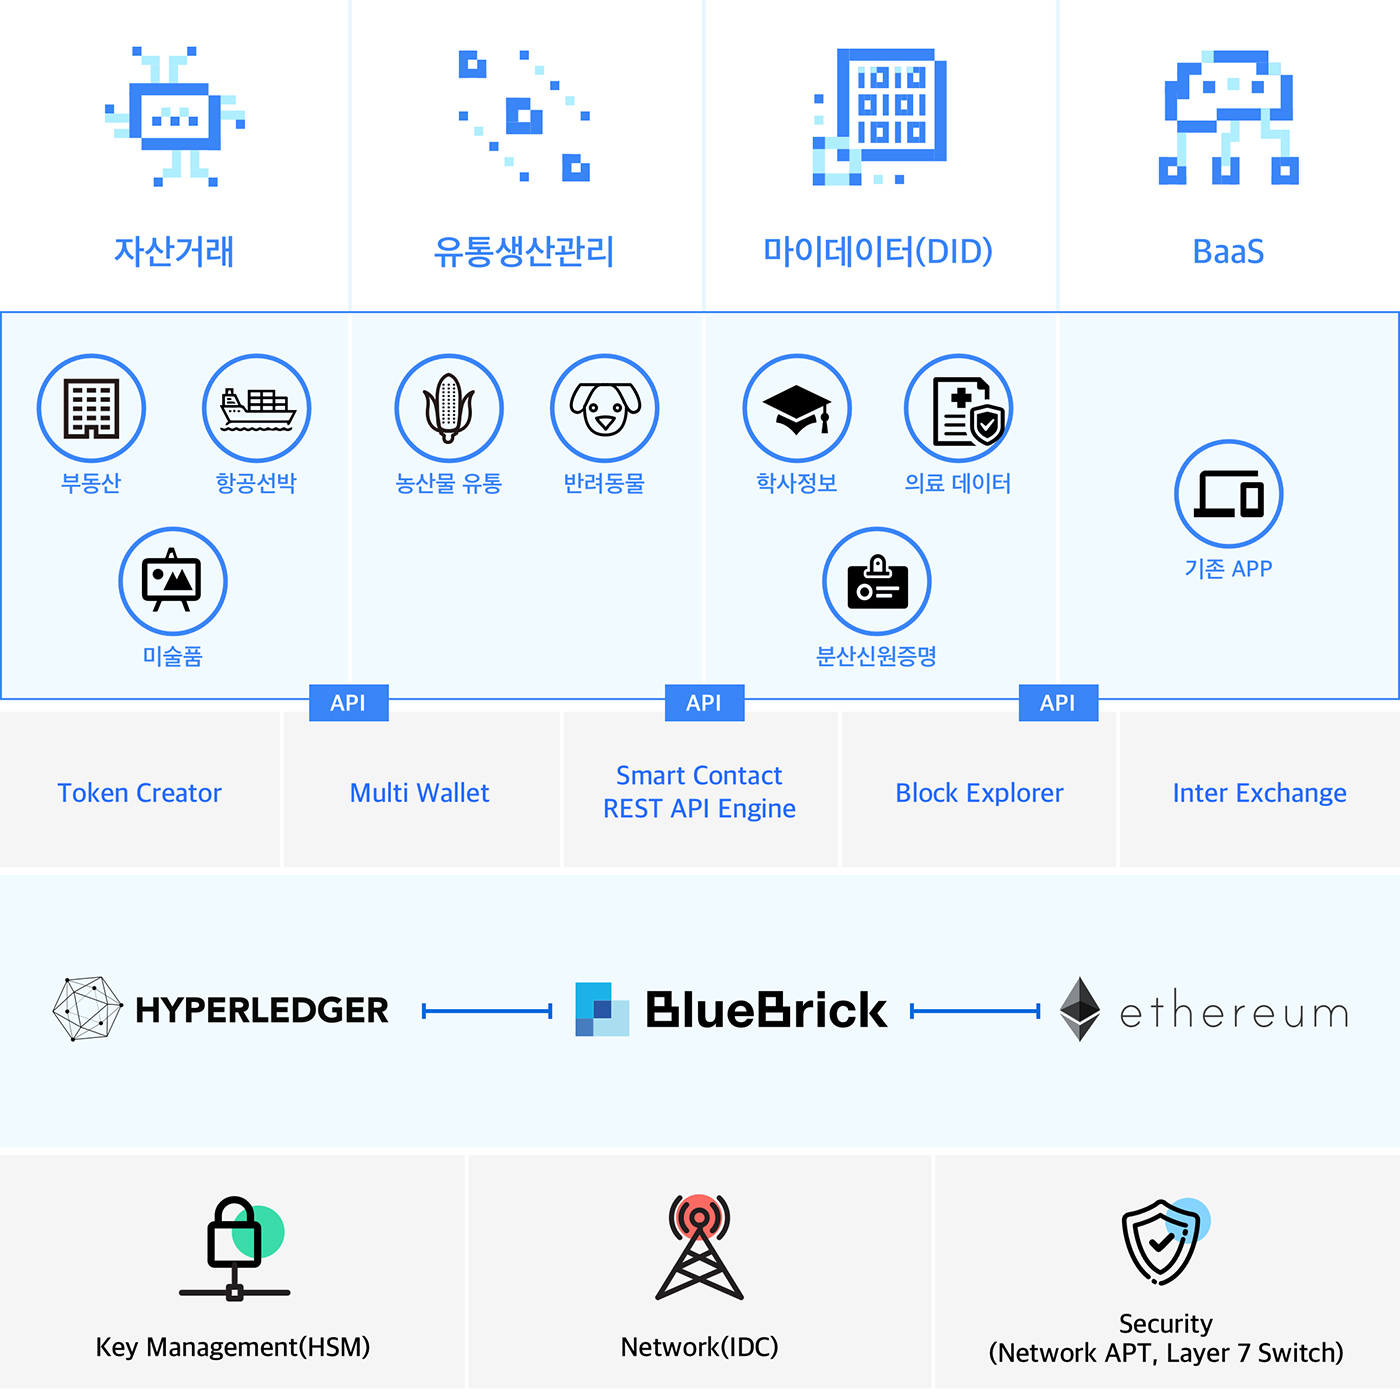 자산거래
유통생산관리
마이데이터(DID)
BaaS
부동산
항공선박
농산물 유통
반려동물
학사정보
의료 데이터
기존 APP
미술품
분산신원증명
API
API
API
Token Creator
Multi Wallet
Smart Contact
REST API Engine
Block Explorer
Inter Exchange
HYPERLEDGER
BlueBrick
ethereum
Key Management(HSM)
Network(IDC)
Security
(Network APT, Layer 7 Switch)